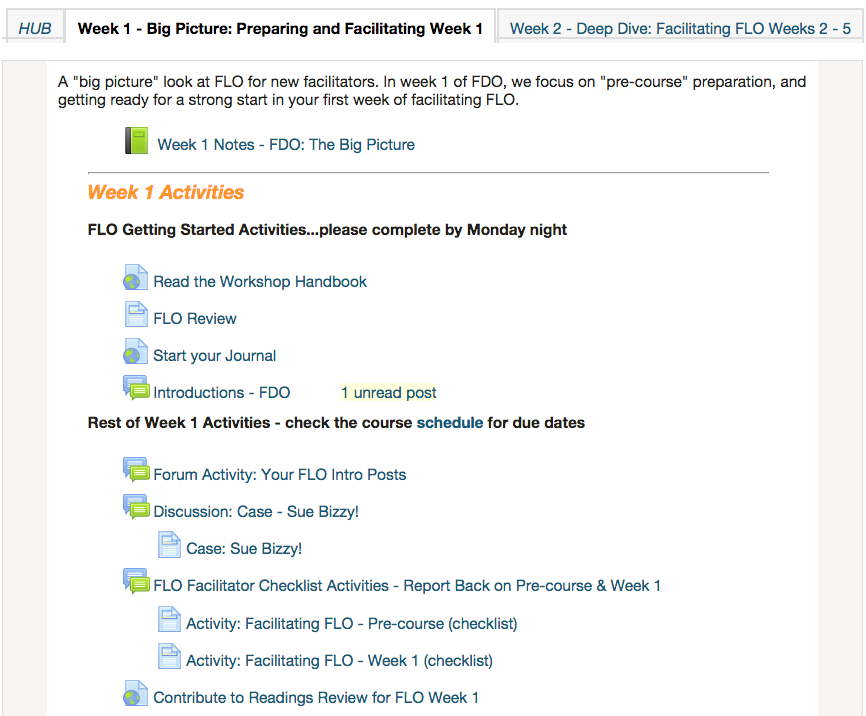 HUB
Week 1 - Big Picture: Preparing and Facilitating Week 1
Week 2 - Deep Dive: Facilitating FLO Weeks 2 - 5
A "big picture" look at FLO for new facilitators. In week 1 of FDO, we focus on "pre-course" preparation, and
getting ready for a strong start in your first week of facilitating FLO.
Week 1 Notes - FDO: The Big Picture
Week 1 Activities
FLO Getting Started Activities...please complete by Monday night
Read the Workshop Handbook
FLO Review
Start your Journal
Introductions - FDO 1 unread post
Rest of Week 1 Activities - check the course schedule for due dates
Forum Activity: Your FLO Intro Posts
Discussion: Case - Sue Bizzy!
Case: Sue Bizzy!
FLO Facilitator Checklist Activities - Report Back on Pre-course & Week 1
Activity: Facilitating FLO - Pre-course (checklist)
Activity: Facilitating FLO - Week 1 (checklist)
Contribute to Readings Review for FLO Week 1